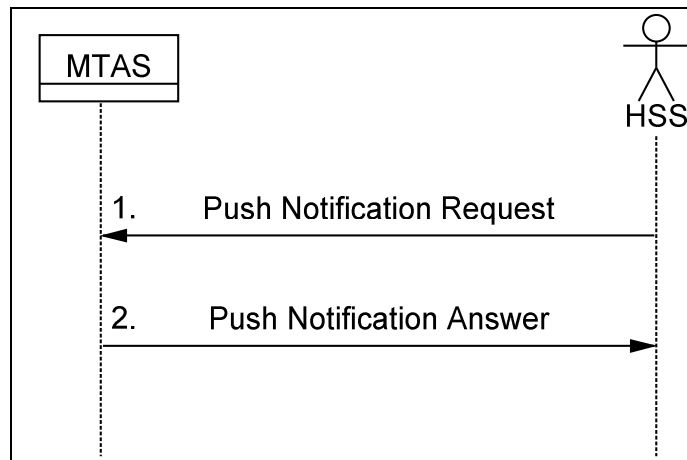 MTAS
HSS
1. Push Notification Request
2. Push Notification Answer